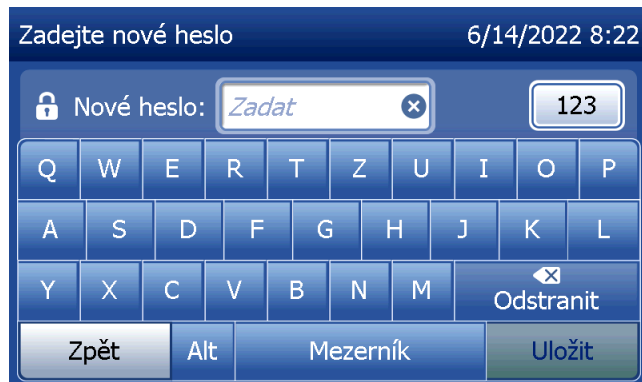 Zadejte nové heslo 6/14/2022 8:22
Nové heslo: Zadat 123
Q W E R T Z U I O P
A S D F G H J K L
Y X C V B N M Odstranit
Zpět Alt Mezerník Uložit